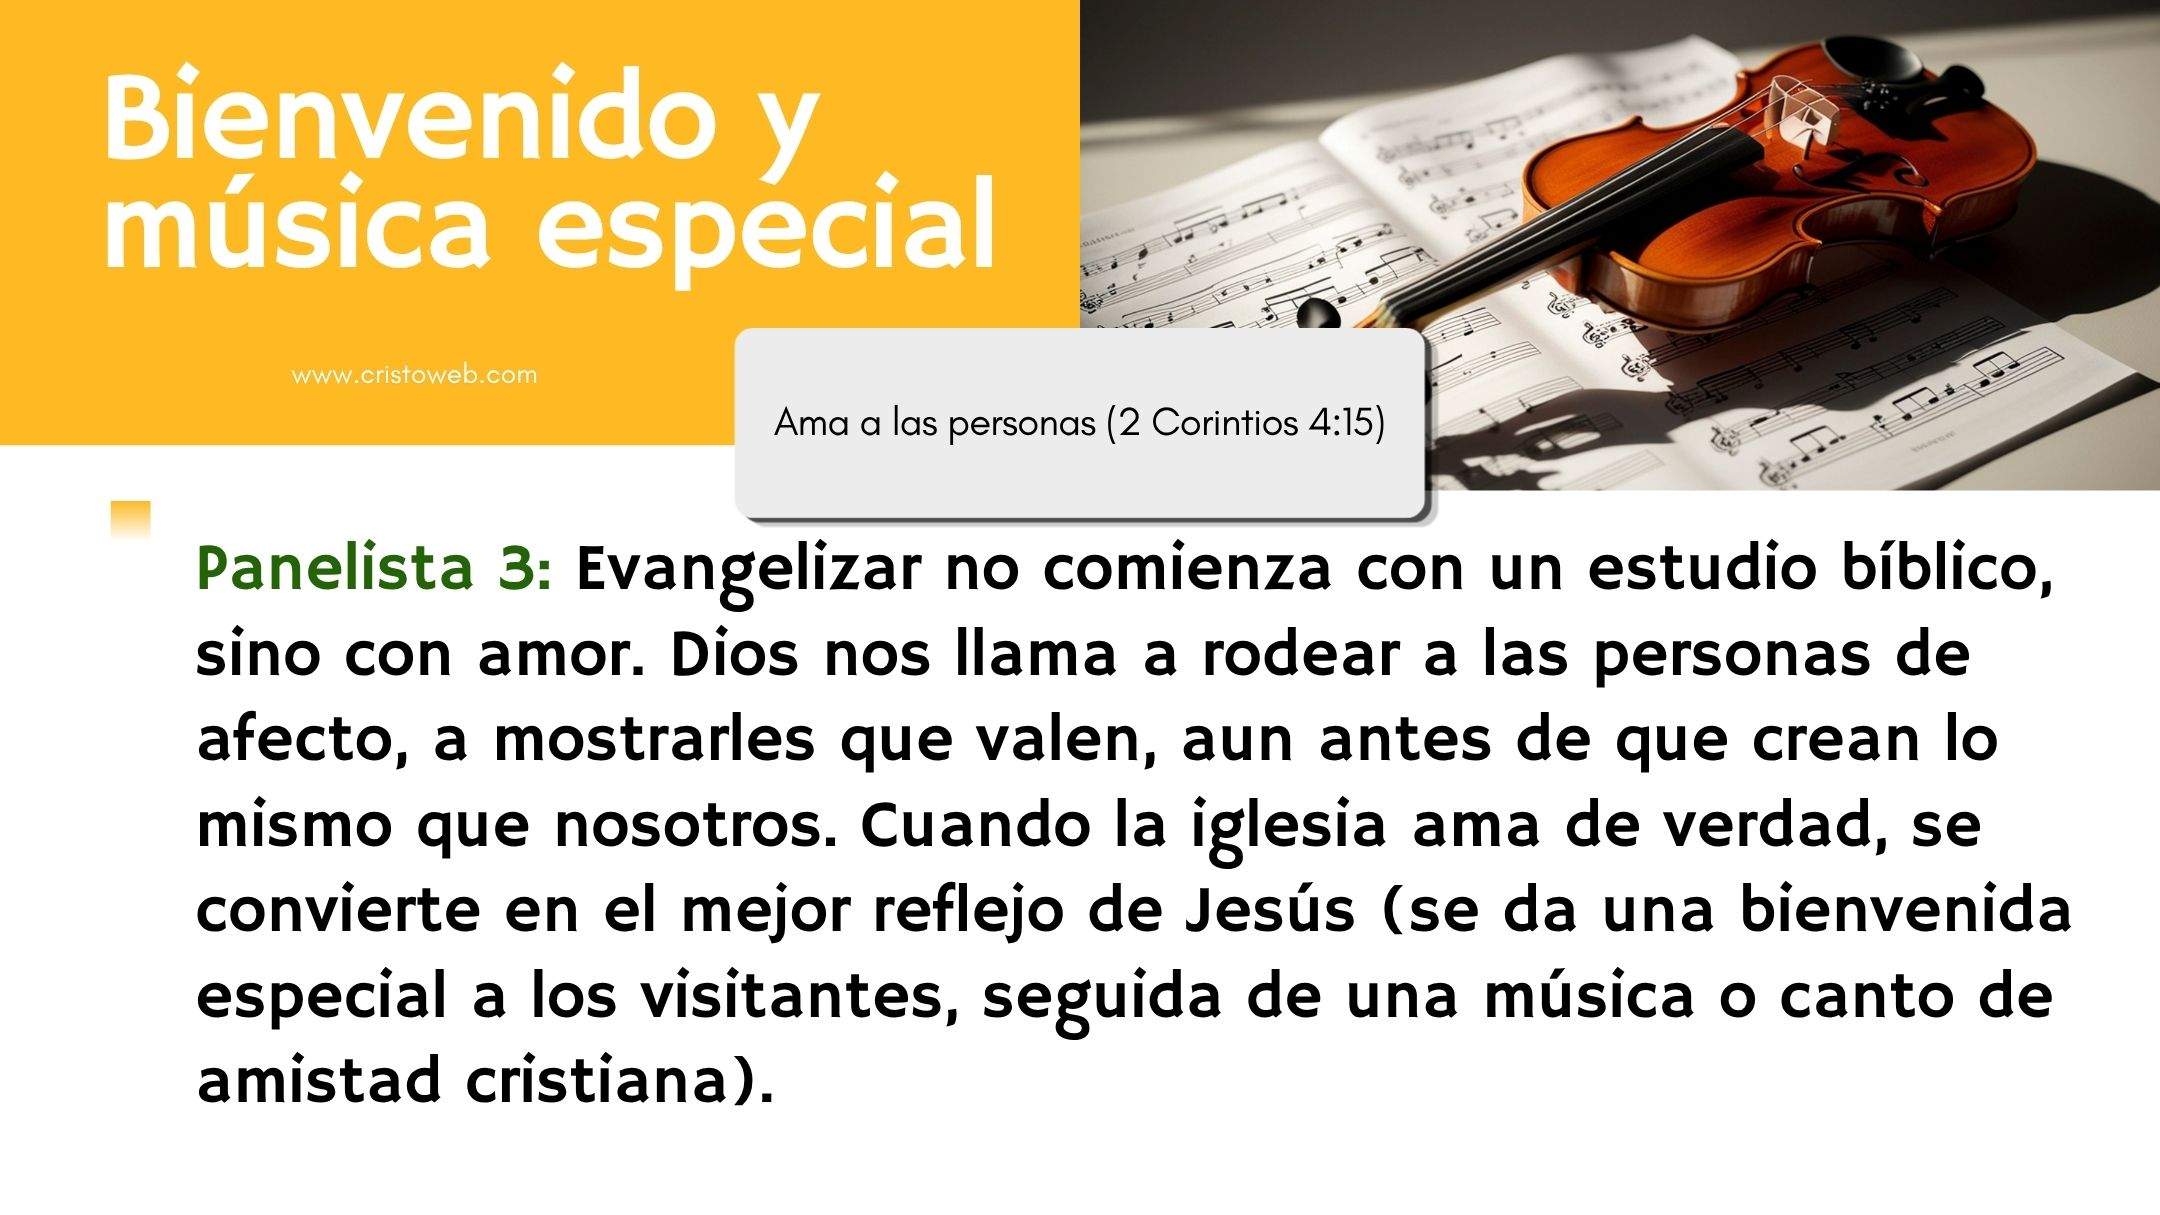 Bienvenido y
música especial
www.cristoweb.com
Ama a las personas (2 Corintios 4:15)
Panelista 3: Evangelizar no comienza con un estudio bíblico,
sino con amor. Dios nos llama a rodear a las personas de
afecto, a mostrarles que valen, aun antes de que crean lo
mismo que nosotros. Cuando la iglesia ama de verdad, se
convierte en el mejor reflejo de Jesús (se da una bienvenida
especial a los visitantes, seguida de una música o canto de
amistad cristiana).